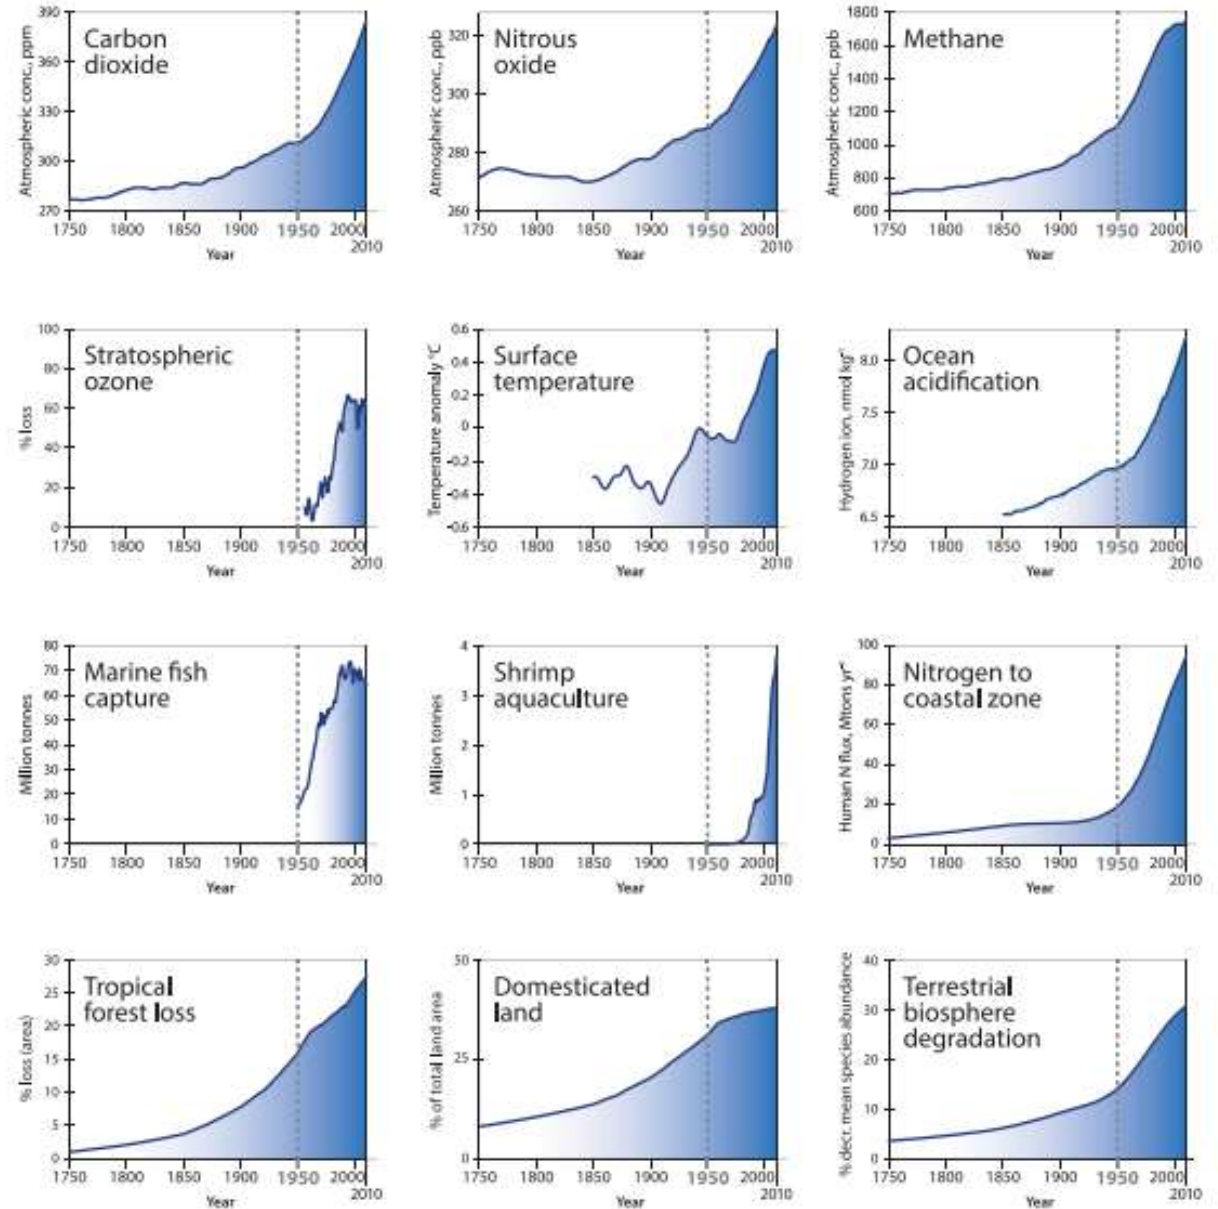 Carbon
dioxide
Atmospheric conc., ppm
390
360
330
300
270
1750 1800 1850 1900 1950 2000
2010
Year
Nitrous
oxide
Atmospheric conc., ppb
320
300
280
260
1750 1800 1850 1900 1950 2000
2010
Year
Methane
Atmospheric conc., ppb
1800
1600
1400
1200
1000
800
600
1750 1800 1850 1900 1950 2000
2010
Year
Stratospheric
ozone
% loss
100
80
60
40
20
0
1750 1800 1850 1900 1950 2000
2010
Year
Surface
temperature
Temperature anomaly °C
0.6
0.4
0.2
0
-0.2
-0.4
-0.6
1750 1800 1850 1900 1950 2000
2010
Year
Ocean
acidification
Hydrogen ion, nmol kg⁻¹
8.0
7.5
7.0
6.5
1750 1800 1850 1900 1950 2000
2010
Year
Marine fish
capture
Million tonnes
80
70
60
50
40
30
20
10
0
1750 1800 1850 1900 1950 2000
2010
Year
Shrimp
aquaculture
Million tonnes
4
3
2
1
0
1750 1800 1850 1900 1950 2000
2010
Year
Nitrogen to
coastal zone
Human N flux, Mtons yr⁻¹
100
80
60
40
20
0
1750 1800 1850 1900 1950 2000
2010
Year
Tropical
forest loss
% loss (area)
30
25
20
15
10
5
0
1750 1800 1850 1900 1950 2000
2010
Year
Domesticated
land
% of total land area
50
25
0
1750 1800 1850 1900 1950 2000
2010
Year
Terrestrial
biosphere
degradation
% decr. mean species abundance
40
30
20
10
0
1750 1800 1850 1900 1950 2000
2010
Year